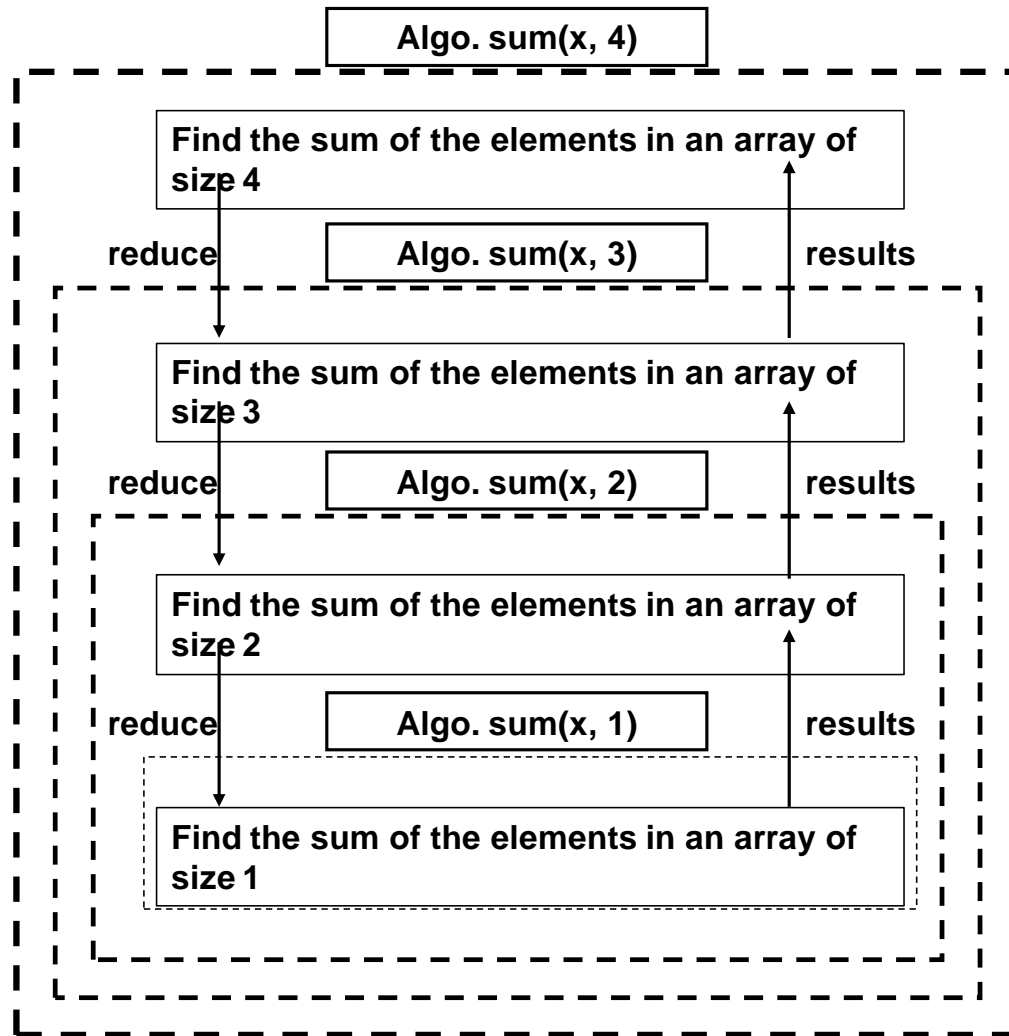 Algo. sum(x, 4)
Find the sum of the elements in an array of
size 4
reduce
Algo. sum(x, 3)
results
Find the sum of the elements in an array of
size 3
reduce
Algo. sum(x, 2)
results
Find the sum of the elements in an array of
size 2
reduce
Algo. sum(x, 1)
results
Find the sum of the elements in an array of
size 1